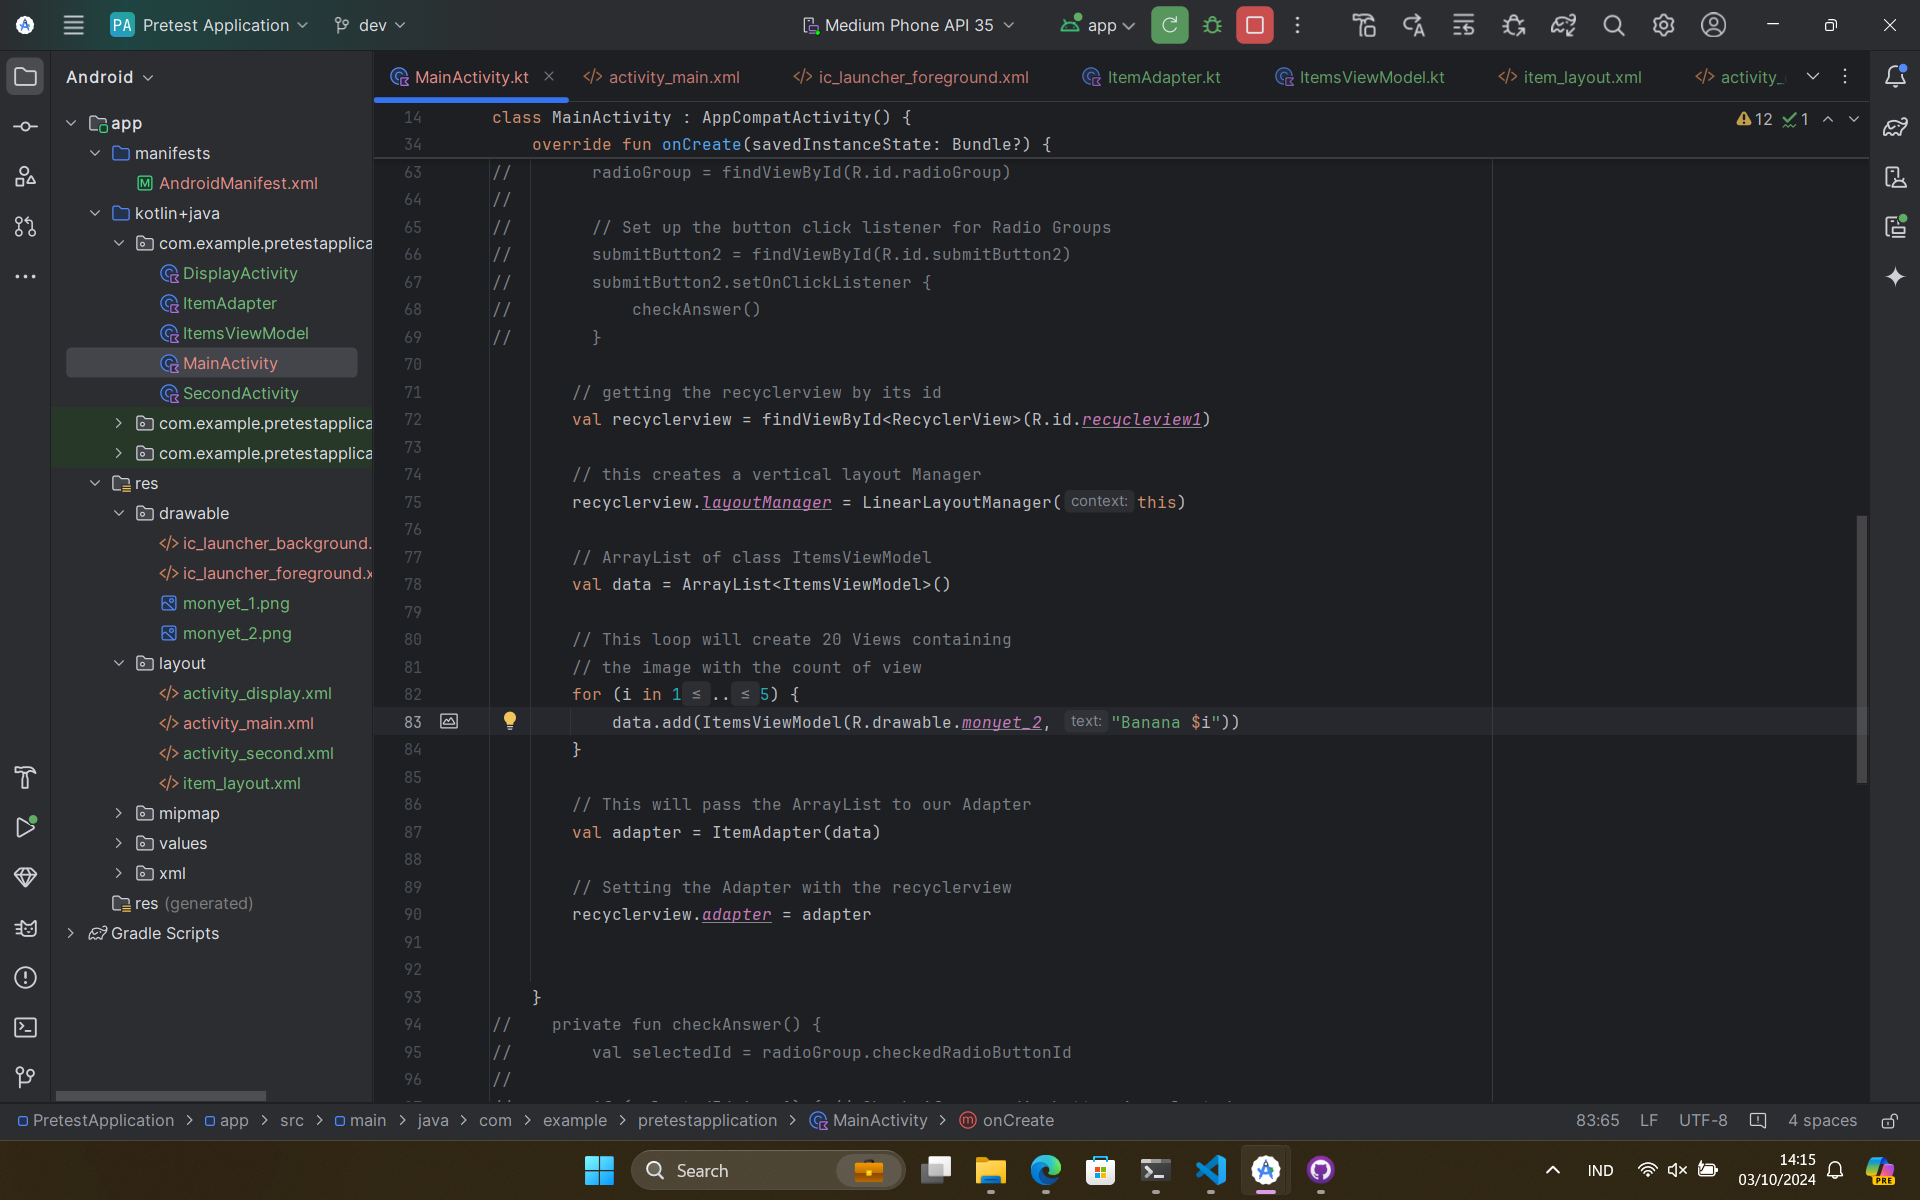 PA Pretest Application dev Medium Phone API 35 app
Android
MainActivity.kt activity_main.xml ic_launcher_foreground.xml ItemAdapter.kt ItemsViewModel.kt item_layout.xml activity_
app
manifests
AndroidManifest.xml
kotlin+java
com.example.pretestapplica
DisplayActivity
ItemAdapter
ItemsViewModel
MainActivity
SecondActivity
com.example.pretestapplica
com.example.pretestapplica
res
drawable
ic_launcher_background.
ic_launcher_foreground.x
monyet_1.png
monyet_2.png
layout
activity_display.xml
activity_main.xml
activity_second.xml
item_layout.xml
mipmap
values
xml
res (generated)
Gradle Scripts
14 class MainActivity : AppCompatActivity() {
12 1
34 override fun onCreate(savedInstanceState: Bundle?) {
63 // radioGroup = findViewById(R.id.radioGroup)
64 //
65 // // Set up the button click listener for Radio Groups
66 // submitButton2 = findViewById(R.id.submitButton2)
67 // submitButton2.setOnClickListener {
68 // checkAnswer()
69 // }
70
71 // getting the recyclerview by its id
72 val recyclerview = findViewById<RecyclerView>(R.id.recycleview1)
73
74 // this creates a vertical layout Manager
75 recyclerview.layoutManager = LinearLayoutManager( context: this)
76
77 // ArrayList of class ItemsViewModel
78 val data = ArrayList<ItemsViewModel>()
79
80 // This loop will create 20 Views containing
81 // the image with the count of view
82 for (i in 1 ≤ .. ≤ 5) {
83 data.add(ItemsViewModel(R.drawable.monyet_2, text: "Banana $i"))
84 }
85
86 // This will pass the ArrayList to our Adapter
87 val adapter = ItemAdapter(data)
88
89 // Setting the Adapter with the recyclerview
90 recyclerview.adapter = adapter
91
92
93 }
94 // private fun checkAnswer() {
95 // val selectedId = radioGroup.checkedRadioButtonId
96 //
PretestApplication > app > src > main > java > com > example > pretestapplication > MainActivity > onCreate 83:65 LF UTF-8 4 spaces
Search
IND
14:15
03/10/2024
PRE